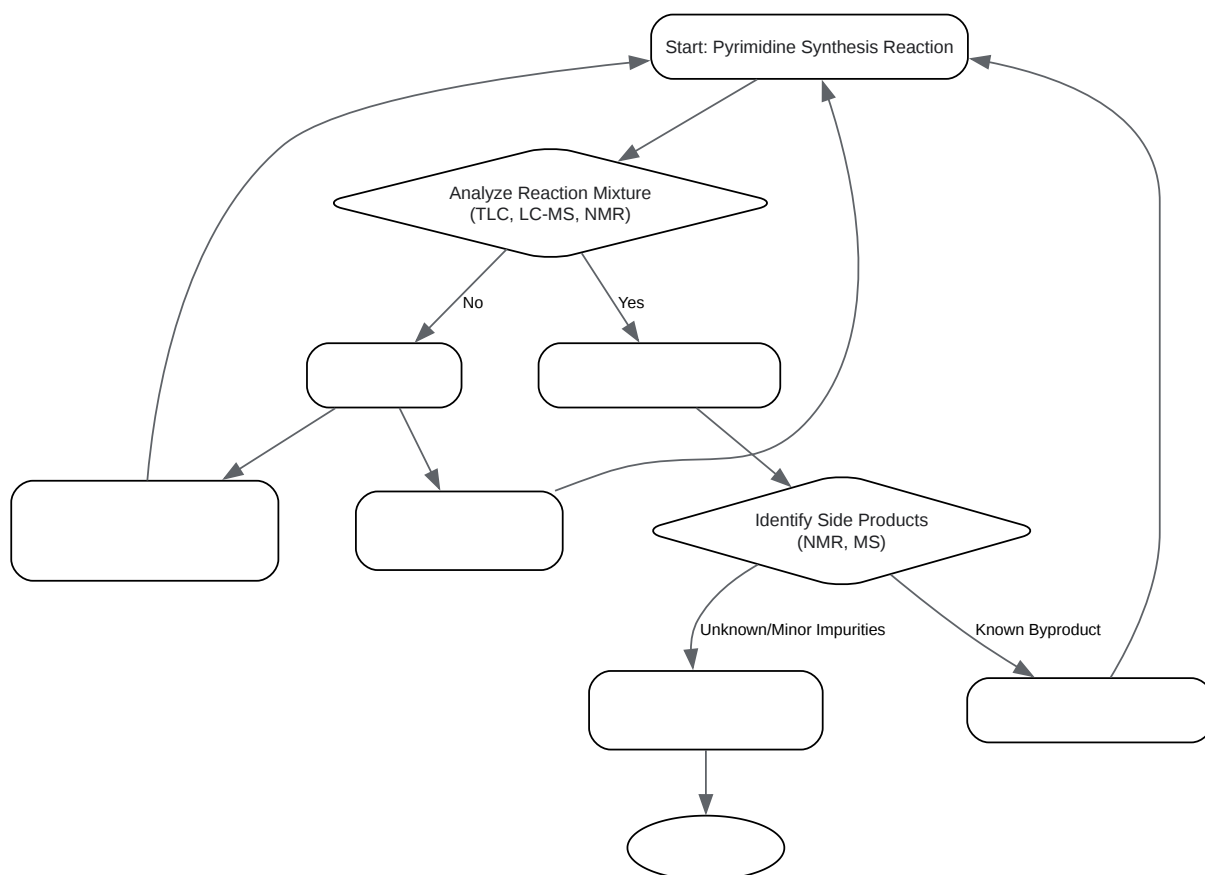 Start: Pyrimidine Synthesis Reaction
Analyze Reaction Mixture
(TLC, LC-MS, NMR)
No
Yes
Identify Side Products
(NMR, MS)
Unknown/Minor Impurities
Known Byproduct